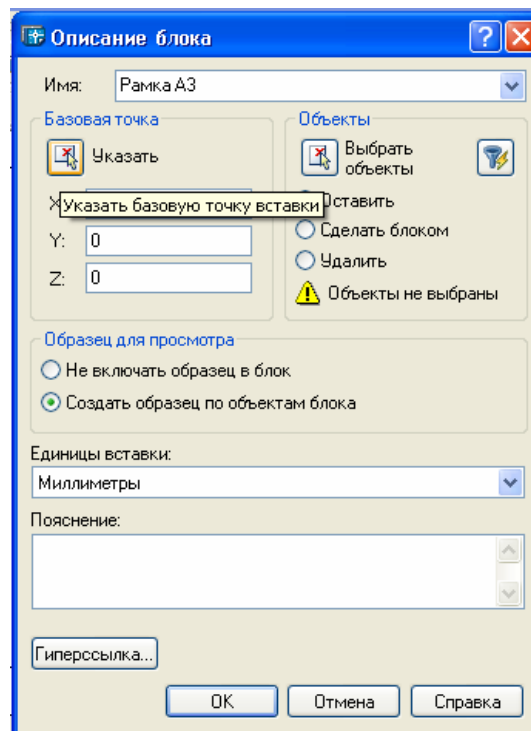 Описание блока
Имя: Рамка А3
Базовая точка
Указать
X:
Указать базовую точку вставки
Y: 0
Z: 0
Объекты
Выбрать
объекты
Оставить
Сделать блоком
Удалить
Объекты не выбраны
Образец для просмотра
Не включать образец в блок
Создать образец по объектам блока
Единицы вставки:
Миллиметры
Пояснение:
Гиперссылка...
OK Отмена Справка